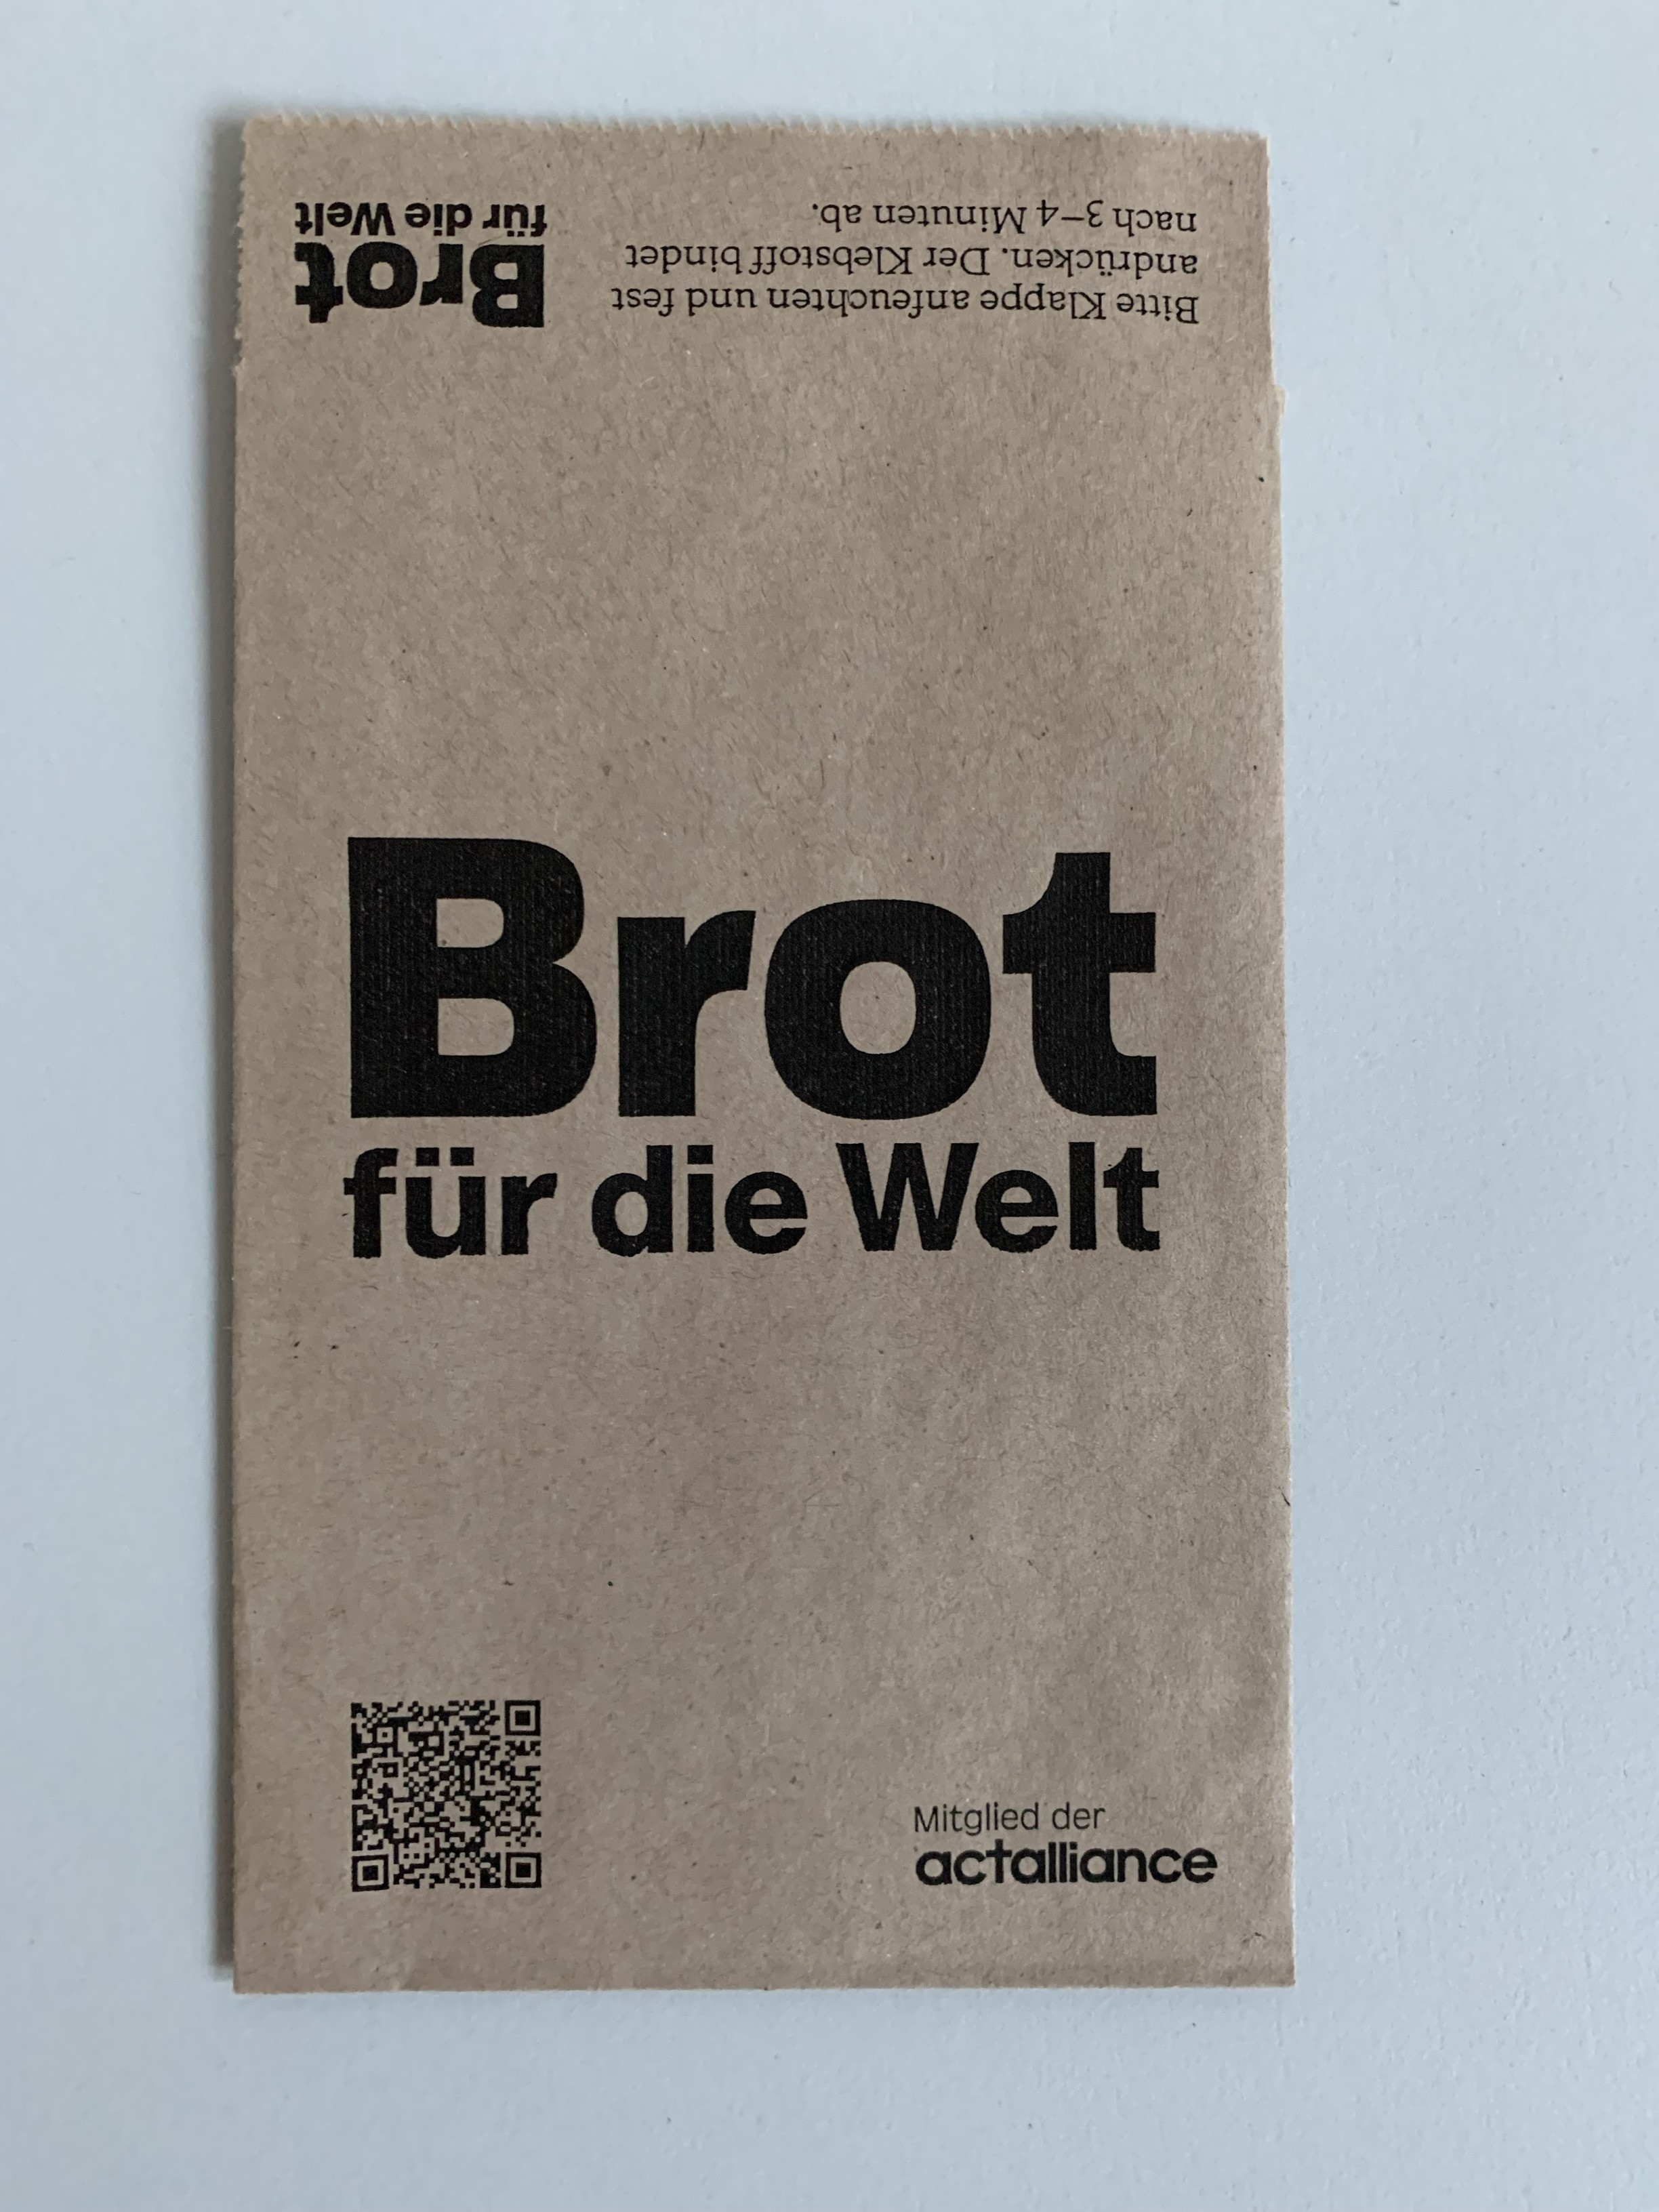 Brot
für die Welt
Bitte Klappe anfeuchten und fest
andrücken. Der Klebstoff bindet
nach 3–4 Minuten ab.
Brot
für die Welt
Mitglied der
actalliance